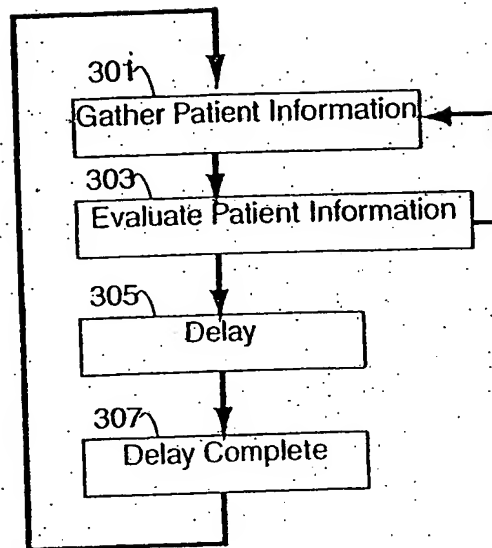 301
Gather Patient Information
303
Evaluate Patient Information
305
Delay
307
Delay Complete